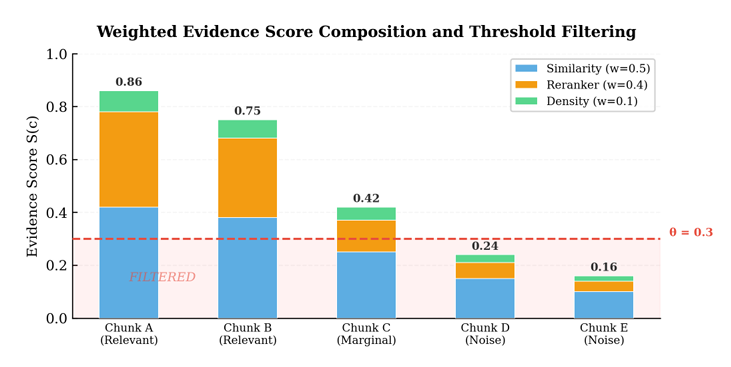 Weighted Evidence Score Composition and Threshold Filtering
Evidence Score S(c)
1.0
0.8
0.6
0.4
0.2
0.0
Similarity (w=0.5)
Reranker (w=0.4)
Density (w=0.1)
0.86
0.75
0.42
0.24
0.16
θ = 0.3
FILTERED
Chunk A
(Relevant)
Chunk B
(Relevant)
Chunk C
(Marginal)
Chunk D
(Noise)
Chunk E
(Noise)